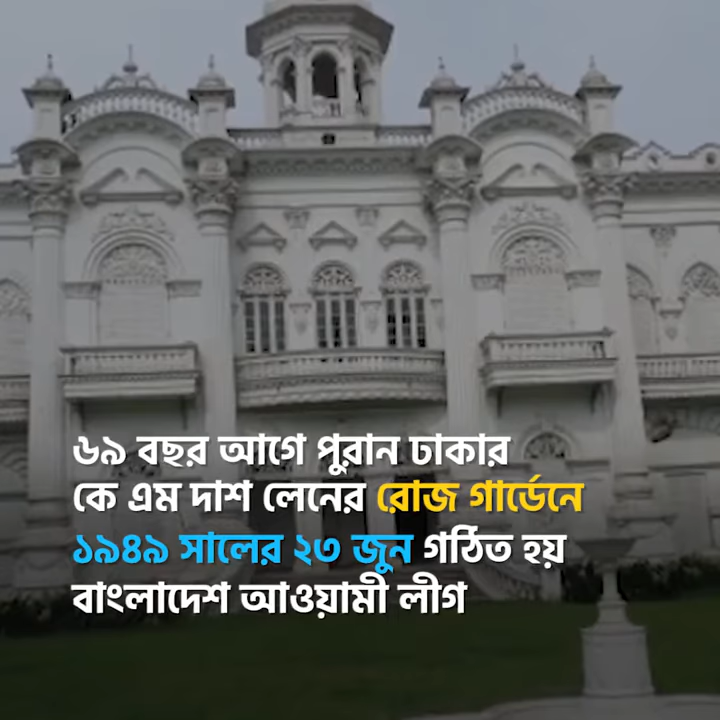 ৬৯ বছর আগে পুরান ঢাকার
কে এম দাশ লেনের রোজ গার্ডেনে
১৯৪৯ সালের ২৩ জুন গঠিত হয়
বাংলাদেশ আওয়ামী লীগ